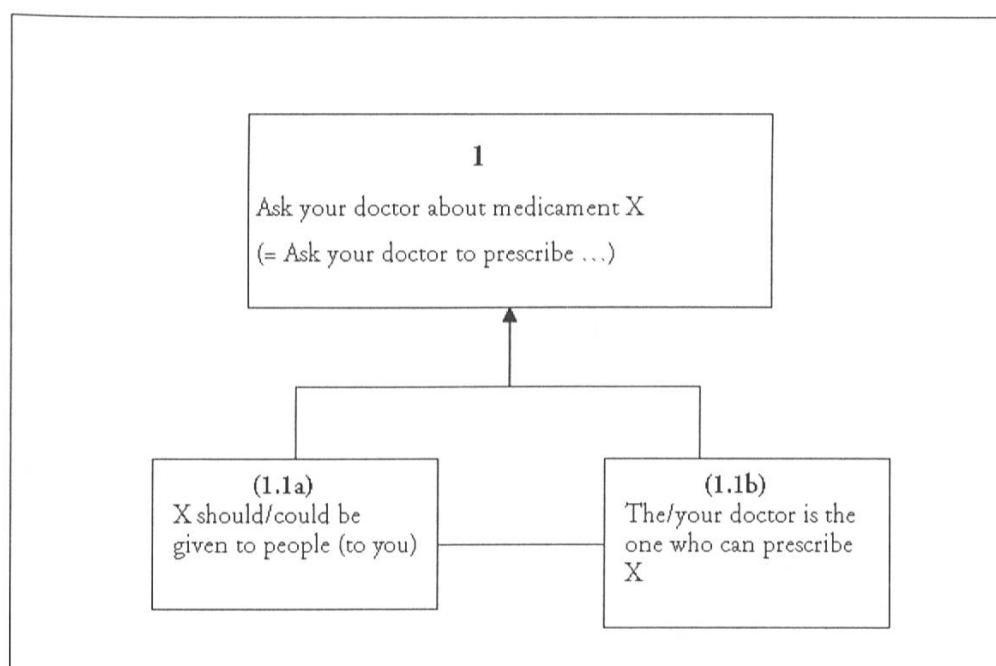 1
Ask your doctor about medicament X
(= Ask your doctor to prescribe …)
(1.1a)
X should/could be
given to people (to you)
(1.1b)
The/your doctor is the
one who can prescribe
X